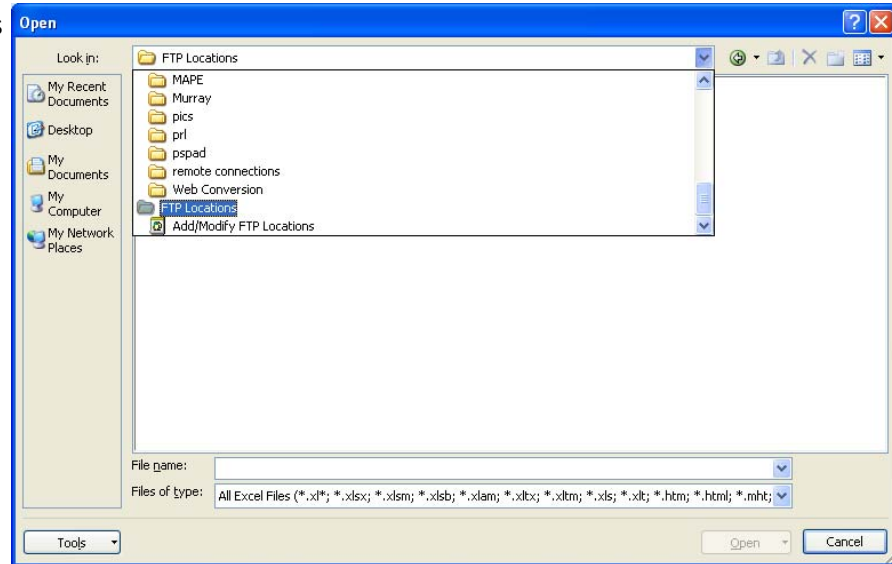 s
Open
Look in:
FTP Locations
My Recent
Documents
Desktop
My
Documents
My
Computer
My Network
Places
MAPE
Murray
pics
prl
pspad
remote connections
Web Conversion
FTP Locations
Add/Modify FTP Locations
File name:
Files of type:
All Excel Files (*.xl*; *.xlsx; *.xlsm; *.xlsb; *.xlam; *.xltx; *.xltm; *.xls; *.xlt; *.htm; *.html; *.mht;
Tools
Open
Cancel